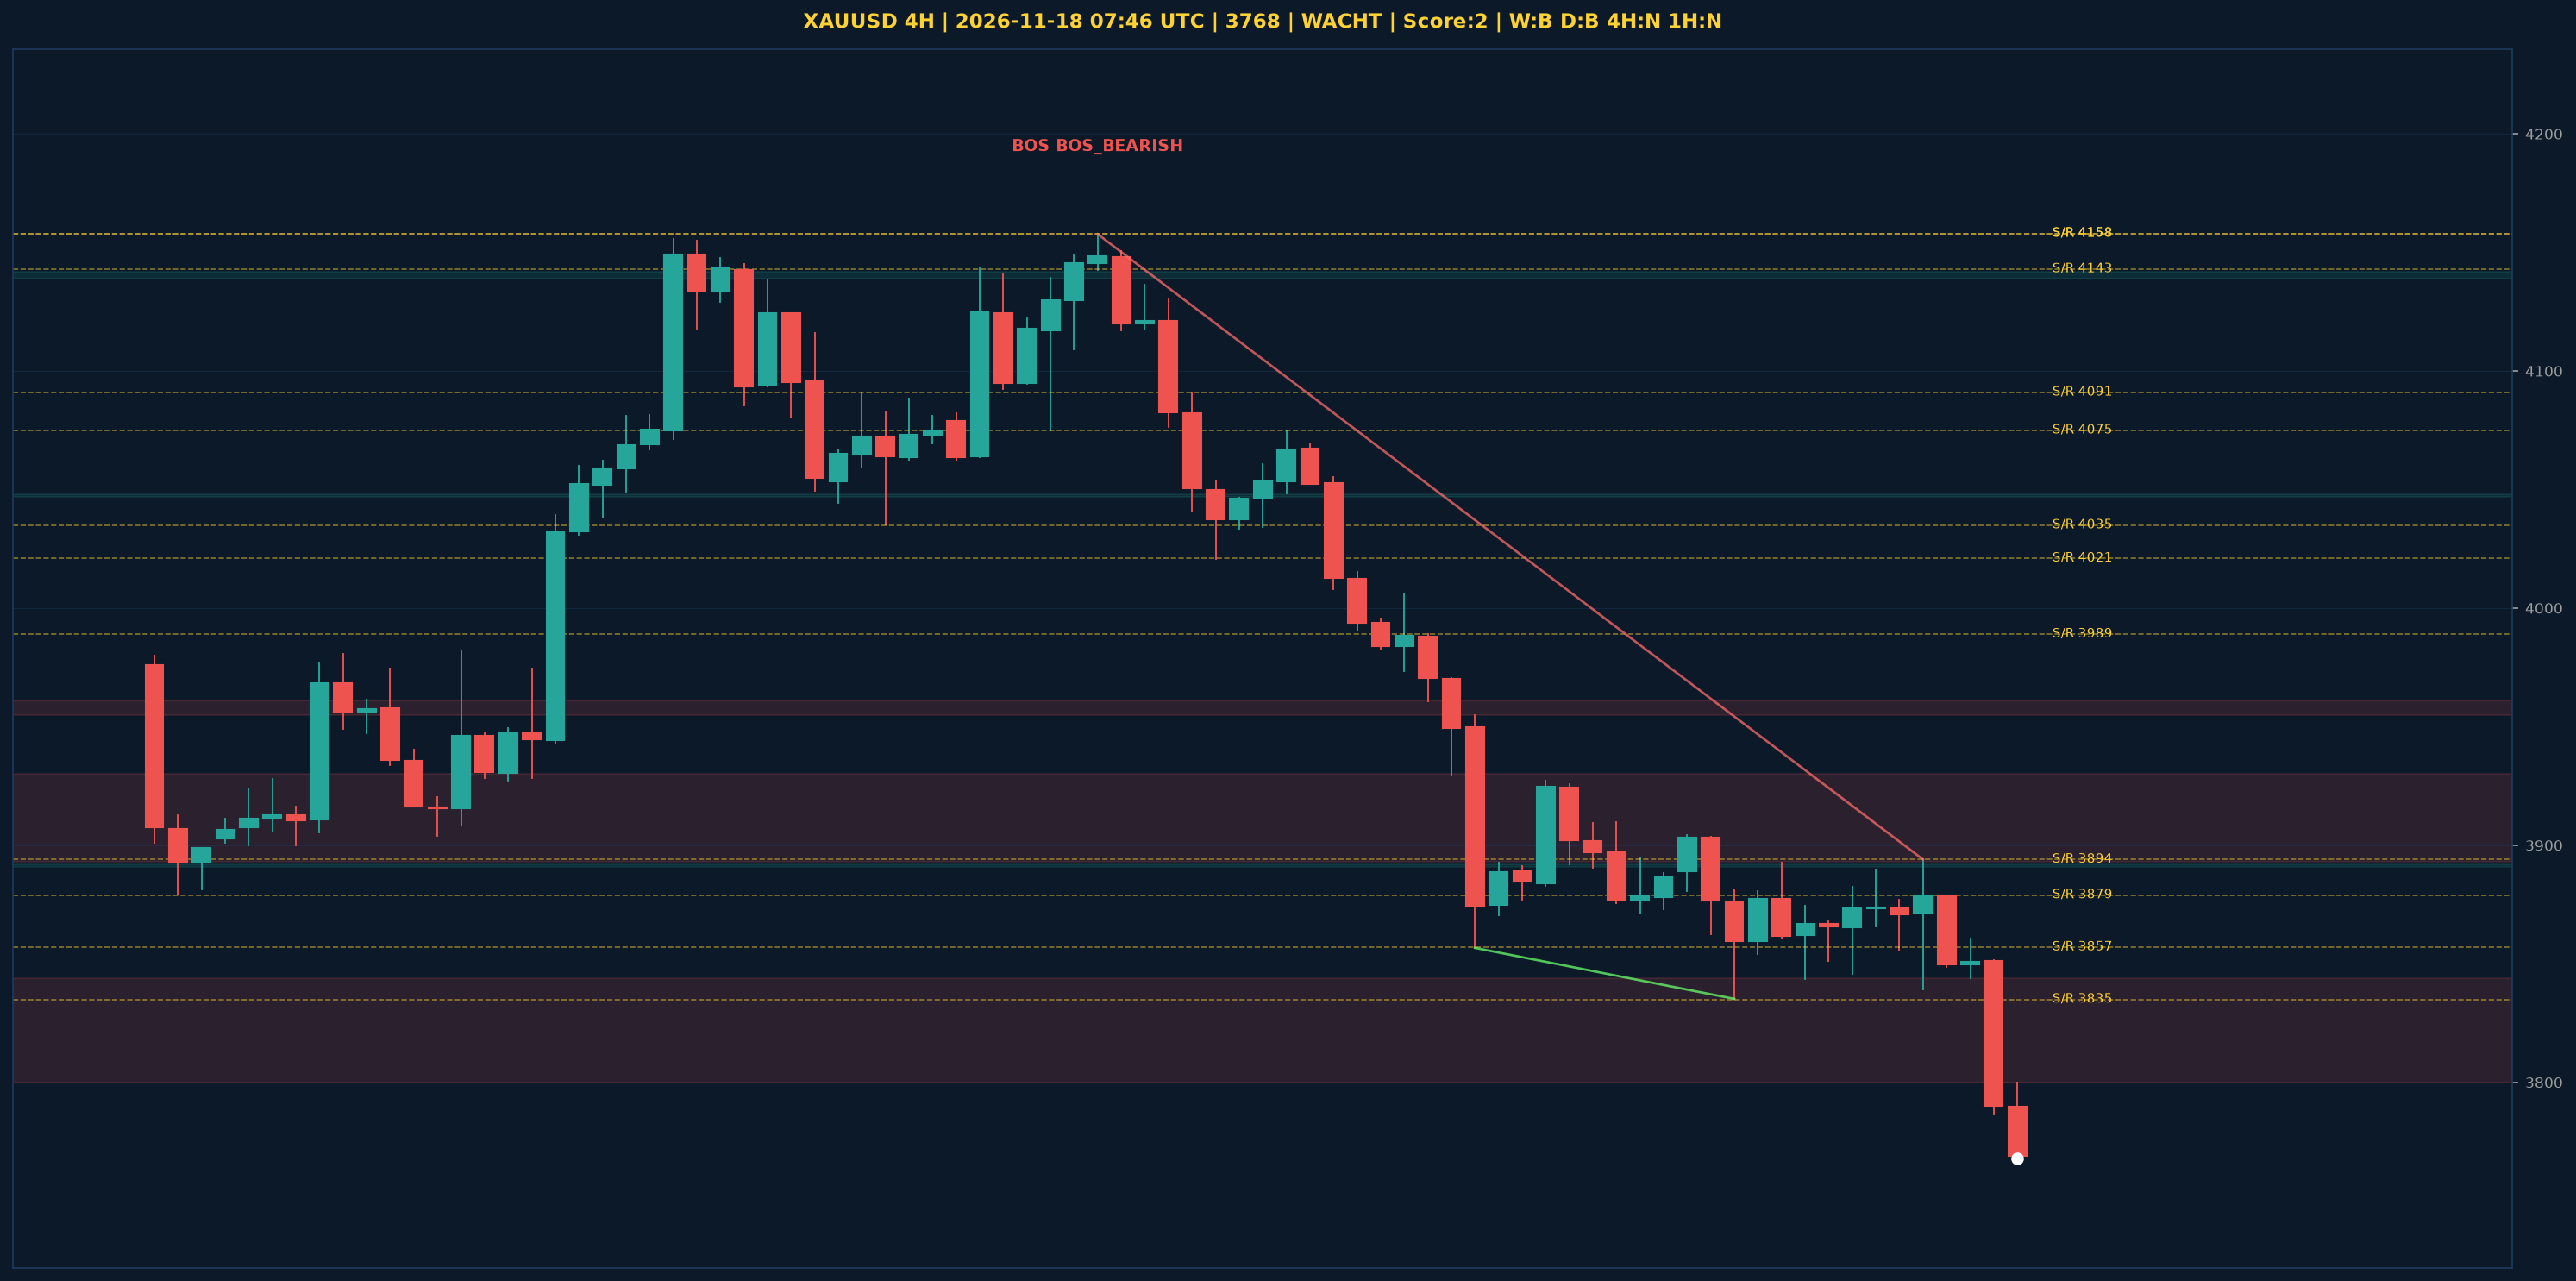 XAUUSD 4H | 2026-11-18 07:46 UTC | 3768 | WACHT | Score:2 | W:B D:B 4H:N 1H:N
4200
BOS BOS_BEARISH
S/R 4158
S/R 4143
4100
S/R 4091
S/R 4075
S/R 4035
S/R 4021
4000
S/R 3989
3900
S/R 3894
S/R 3879
S/R 3857
S/R 3835
3800